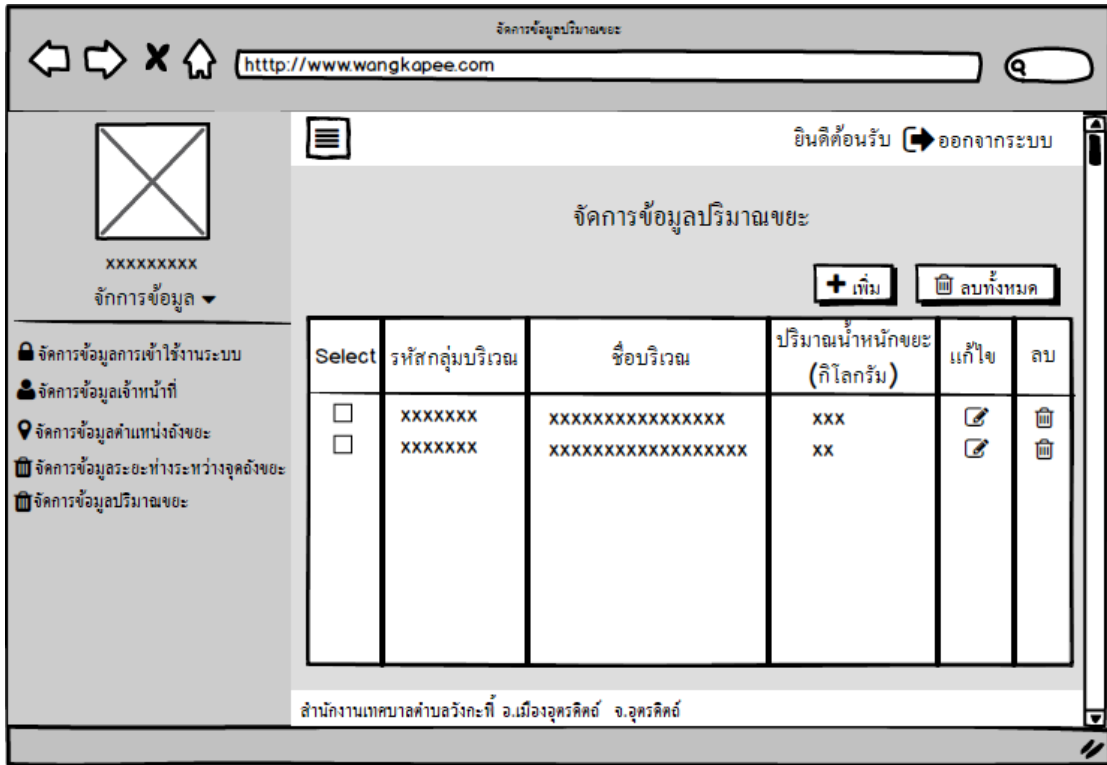 จัดการข้อมูลปริมาณขยะ
htttp://www.wangkapee.com
ยินดีต้อนรับ ออกจากระบบ
xxxxxxxxx
จักการข้อมูล
จัดการข้อมูลการเข้าใช้งานระบบ
จัดการข้อมูลเจ้าหน้าที่
จัดการข้อมูลตำแหน่งถังขยะ
จัดการข้อมูลระยะห่างระหว่างจุดถังขยะ
จัดการข้อมูลปริมาณขยะ
จัดการข้อมูลปริมาณขยะ
เพิ่ม ลบทั้งหมด
Select รหัสกลุ่มบริเวณ ชื่อบริเวณ ปริมาณน้ำหนักขยะ (กิโลกรัม) แก้ไข ลบ
xxxxxxx xxxxxxxxxxxxxxxx xxx
xxxxxxx xxxxxxxxxxxxxxxxxx xx
สำนักงานเทศบาลตำบลวังกะพี้ อ.เมืองอุตรดิตถ์ จ.อุตรดิตถ์